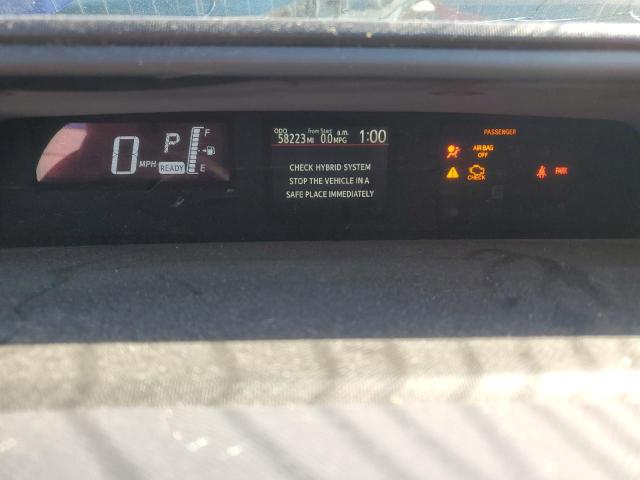 0 MPH P READY F E
ODO from Start a.m.
58223 MI 0.0 MPG 1:00
CHECK HYBRID SYSTEM
STOP THE VEHICLE IN A
SAFE PLACE IMMEDIATELY
PASSENGER
AIR BAG
OFF
CHECK
PARK